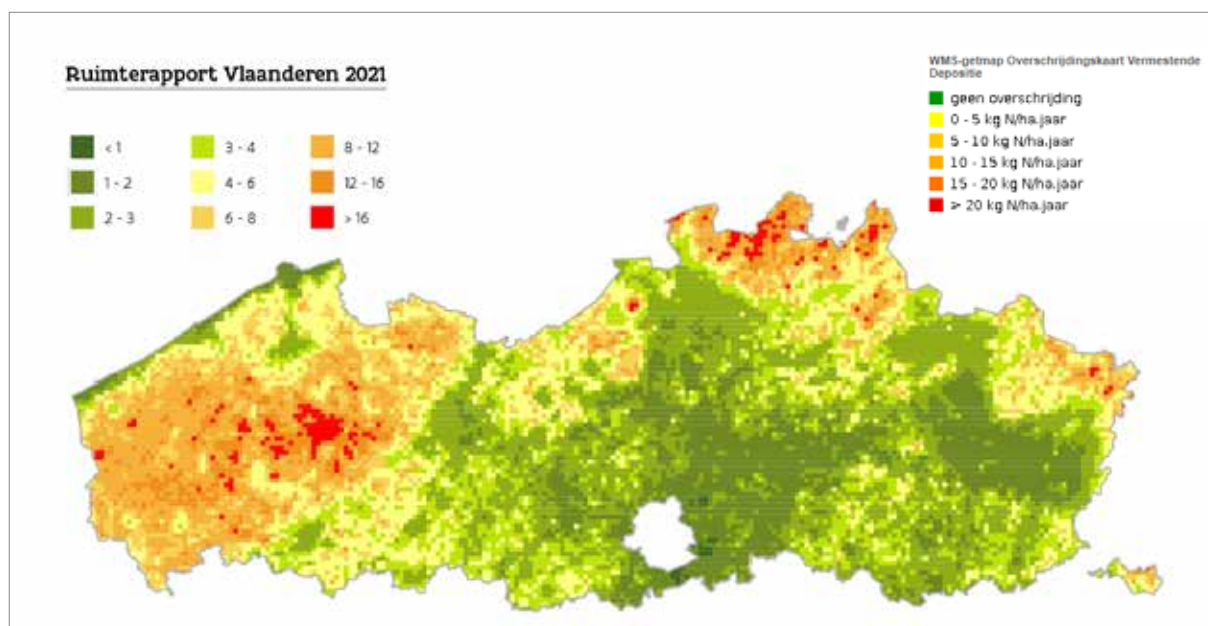 Ruimterapport Vlaanderen 2021
< 1
3 - 4
8 - 12
1 - 2
4 - 6
12 - 16
2 - 3
6 - 8
> 16
WMS-getmap Overschrijdingskaart Vermestende
Depositie
geen overschrijding
0 - 5 kg N/ha.jaar
5 - 10 kg N/ha.jaar
10 - 15 kg N/ha.jaar
15 - 20 kg N/ha.jaar
> 20 kg N/ha.jaar